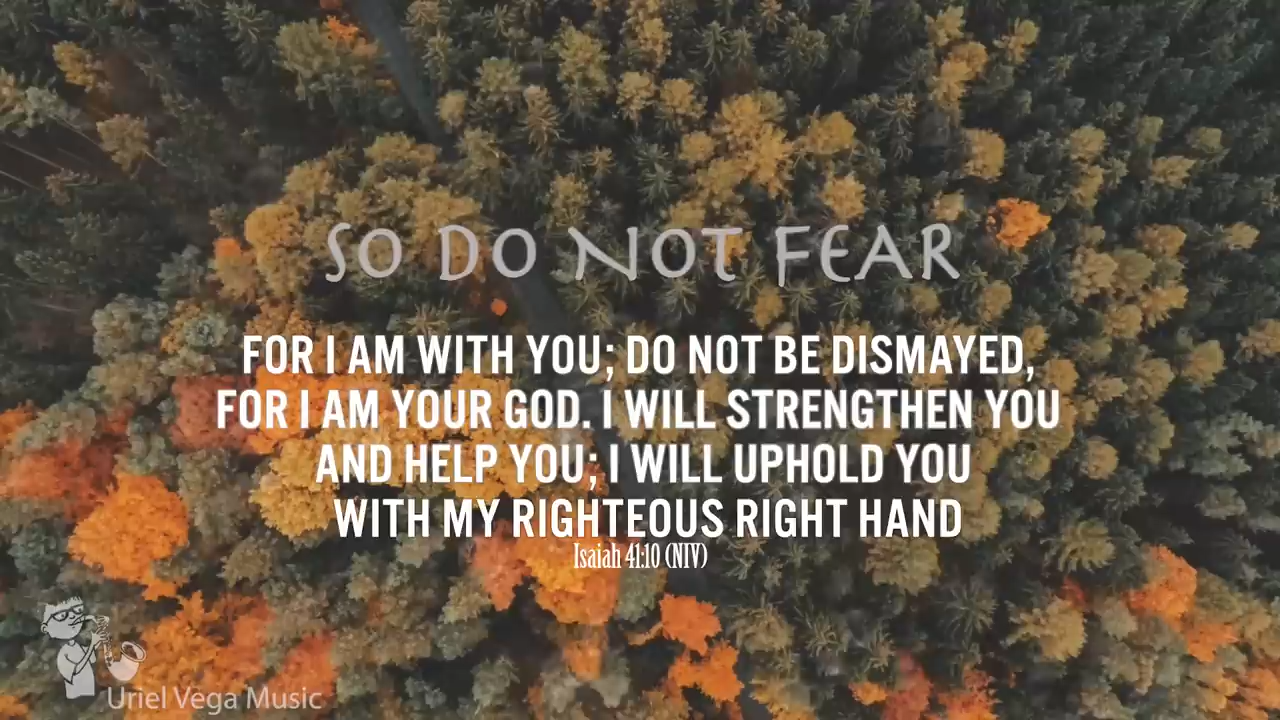 SO DO NOT FEAR
FOR I AM WITH YOU; DO NOT BE DISMAYED,
FOR I AM YOUR GOD. I WILL STRENGTHEN YOU
AND HELP YOU; I WILL UPHOLD YOU
WITH MY RIGHTEOUS RIGHT HAND
Isaiah 41:10 (NIV)
Uriel Vega Music